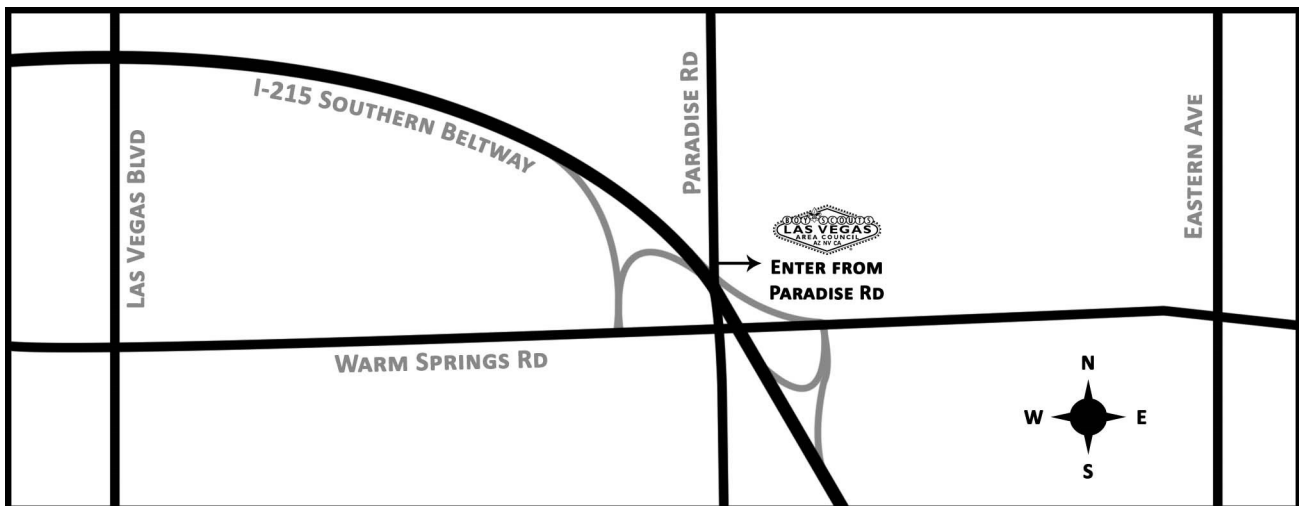 I-215 Southern Beltway
Las Vegas Blvd
Paradise Rd
Eastern Ave
BOY SCOUTS
LAS VEGAS
AREA COUNCIL
AZ NV CA
Enter from
Paradise Rd
Warm Springs Rd
N
W E
S